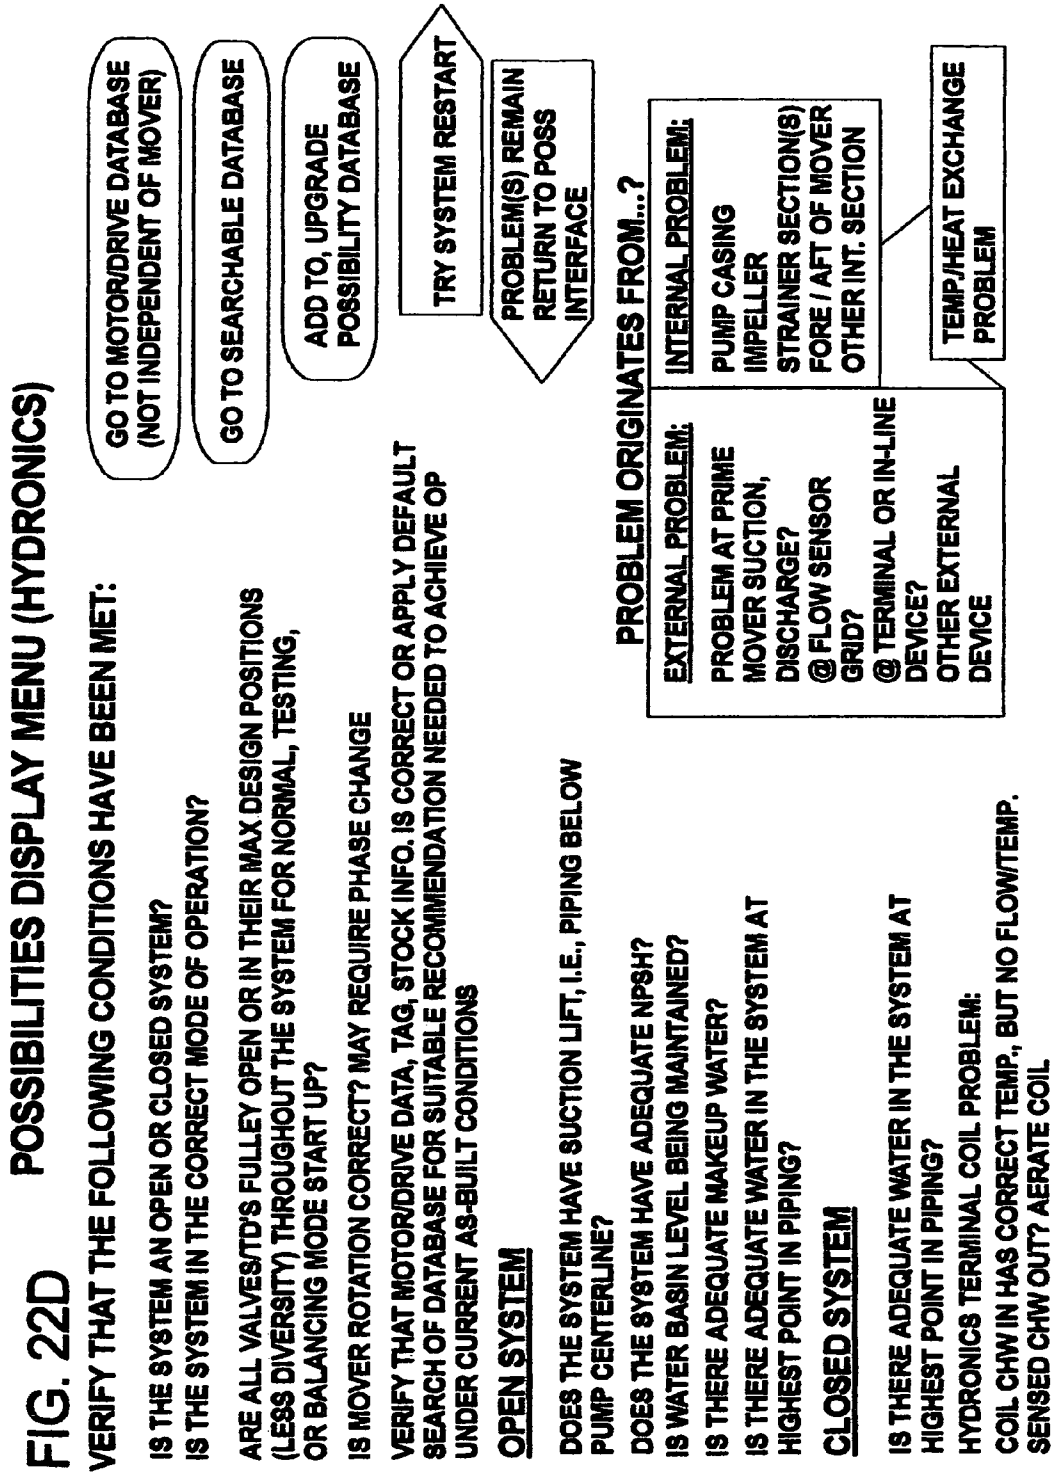 FIG. 22D
POSSIBILITIES DISPLAY MENU (HYDRONICS)
VERIFY THAT THE FOLLOWING CONDITIONS HAVE BEEN MET:
IS THE SYSTEM AN OPEN OR CLOSED SYSTEM?
IS THE SYSTEM IN THE CORRECT MODE OF OPERATION?
ARE ALL VALVES/TD'S FULLEY OPEN OR IN THEIR MAX DESIGN POSITIONS
(LESS DIVERSITY) THROUGHOUT THE SYSTEM FOR NORMAL, TESTING,
OR BALANCING MODE START UP?
IS MOVER ROTATION CORRECT? MAY REQUIRE PHASE CHANGE
VERIFY THAT MOTOR/DRIVE DATA, TAG, STOCK INFO. IS CORRECT OR APPLY DEFAULT
SEARCH OF DATABASE FOR SUITABLE RECOMMENDATION NEEDED TO ACHIEVE OP
UNDER CURRENT AS-BUILT CONDITIONS
OPEN SYSTEM
DOES THE SYSTEM HAVE SUCTION LIFT, I.E., PIPING BELOW
PUMP CENTERLINE?
DOES THE SYSTEM HAVE ADEQUATE NPSH?
IS WATER BASIN LEVEL BEING MAINTAINED?
IS THERE ADEQUATE MAKEUP WATER?
IS THERE ADEQUATE WATER IN THE SYSTEM AT
HIGHEST POINT IN PIPING?
CLOSED SYSTEM
IS THERE ADEQUATE WATER IN THE SYSTEM AT
HIGHEST POINT IN PIPING?
HYDRONICS TERMINAL COIL PROBLEM:
COIL CHW IN HAS CORRECT TEMP., BUT NO FLOW/TEMP.
SENSED CHW OUT? AERATE COIL
GO TO MOTOR/DRIVE DATABASE
(NOT INDEPENDENT OF MOVER)
GO TO SEARCHABLE DATABASE
ADD TO, UPGRADE
POSSIBILITY DATABASE
TRY SYSTEM RESTART
PROBLEM(S) REMAIN
RETURN TO POSS
INTERFACE
PROBLEM ORIGINATES FROM...?
EXTERNAL PROBLEM:
PROBLEM AT PRIME
MOVER SUCTION,
DISCHARGE?
@ FLOW SENSOR
GRID?
@ TERMINAL OR IN-LINE
DEVICE?
OTHER EXTERNAL
DEVICE
INTERNAL PROBLEM:
PUMP CASING
IMPELLER
STRAINER SECTION(S)
FORE / AFT OF MOVER
OTHER INT. SECTION
TEMP./HEAT EXCHANGE
PROBLEM